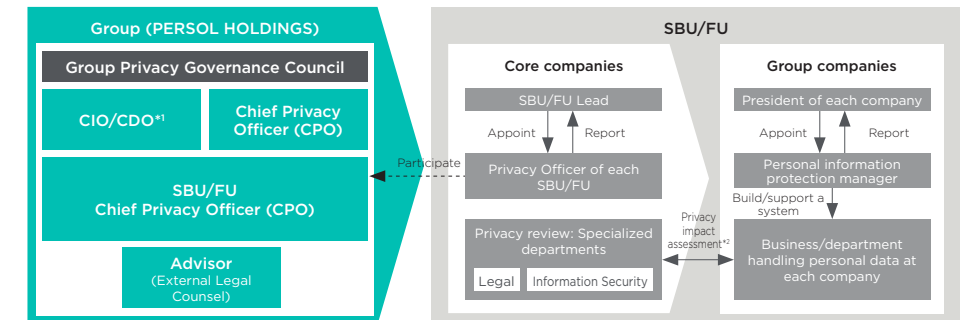 Group (PERSOL HOLDINGS)
Group Privacy Governance Council
CIO/CDO*1
Chief Privacy
Officer (CPO)
SBU/FU
Chief Privacy Officer (CPO)
Advisor
(External Legal
Counsel)
Participate
SBU/FU
Core companies
SBU/FU Lead
Appoint
Report
Privacy Officer of each
SBU/FU
Privacy review: Specialized
departments
Legal
Information Security
Privacy
impact
assessment*2
Group companies
President of each company
Appoint
Report
Personal information
protection manager
Build/support a
system
Business/department
handling personal data at
each company